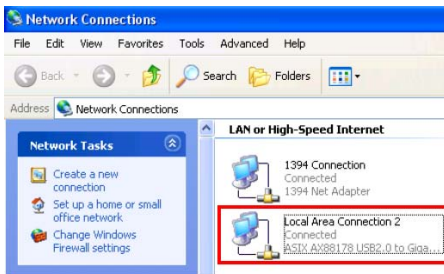 Network Connections
File Edit View Favorites Tools Advanced Help
Back Search Folders
Address Network Connections
Network Tasks
Create a new
connection
Set up a home or small
office network
Change Windows
Firewall settings
LAN or High-Speed Internet
1394 Connection
Connected
1394 Net Adapter
Local Area Connection 2
Connected
ASIX AX88178 USB2.0 to Giga...